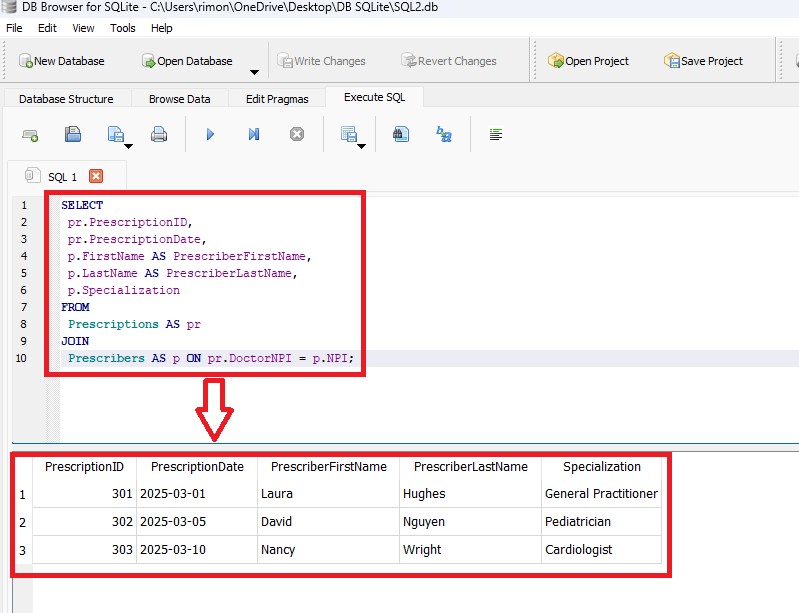 DB Browser for SQLite - C:\Users\rimon\OneDrive\Desktop\DB SQLite\SQL2.db
File Edit View Tools Help
New Database Open Database Write Changes Revert Changes Open Project Save Project
Database Structure Browse Data Edit Pragmas Execute SQL
SQL 1
1 SELECT
2 pr.PrescriptionID,
3 pr.PrescriptionDate,
4 p.FirstName AS PrescriberFirstName,
5 p.LastName AS PrescriberLastName,
6 p.Specialization
7 FROM
8 Prescriptions AS pr
9 JOIN
10 Prescribers AS p ON pr.DoctorNPI = p.NPI;
PrescriptionID PrescriptionDate PrescriberFirstName PrescriberLastName Specialization
1 301 2025-03-01 Laura Hughes General Practitioner
2 302 2025-03-05 David Nguyen Pediatrician
3 303 2025-03-10 Nancy Wright Cardiologist